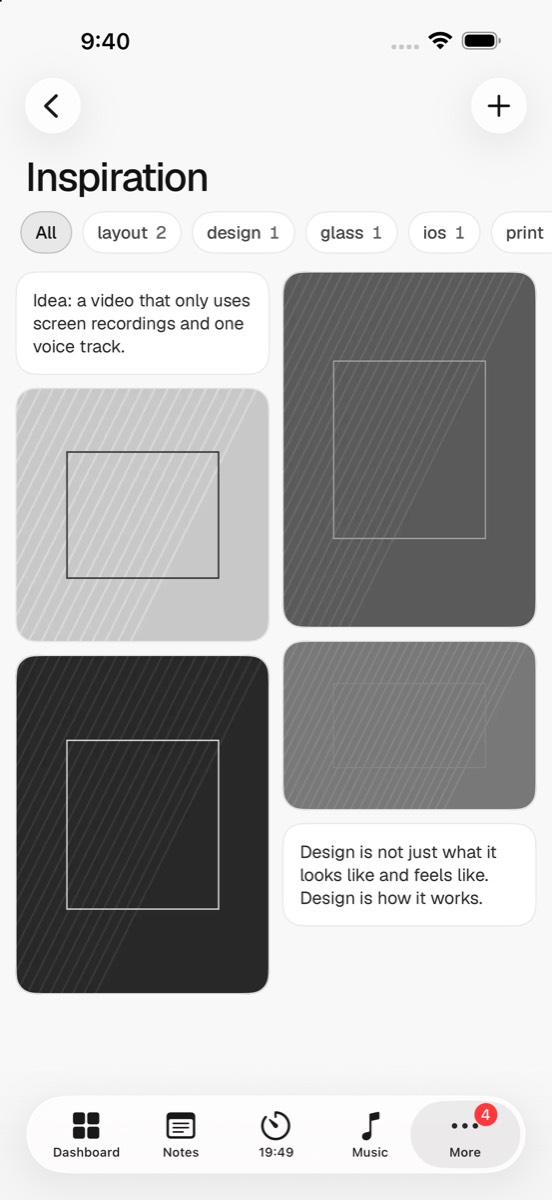 9:40
Inspiration
All
layout 2
design 1
glass 1
ios 1
print
Idea: a video that only uses
screen recordings and one
voice track.
Design is not just what it
looks like and feels like.
Design is how it works.
4
Dashboard
Notes
19:49
Music
More